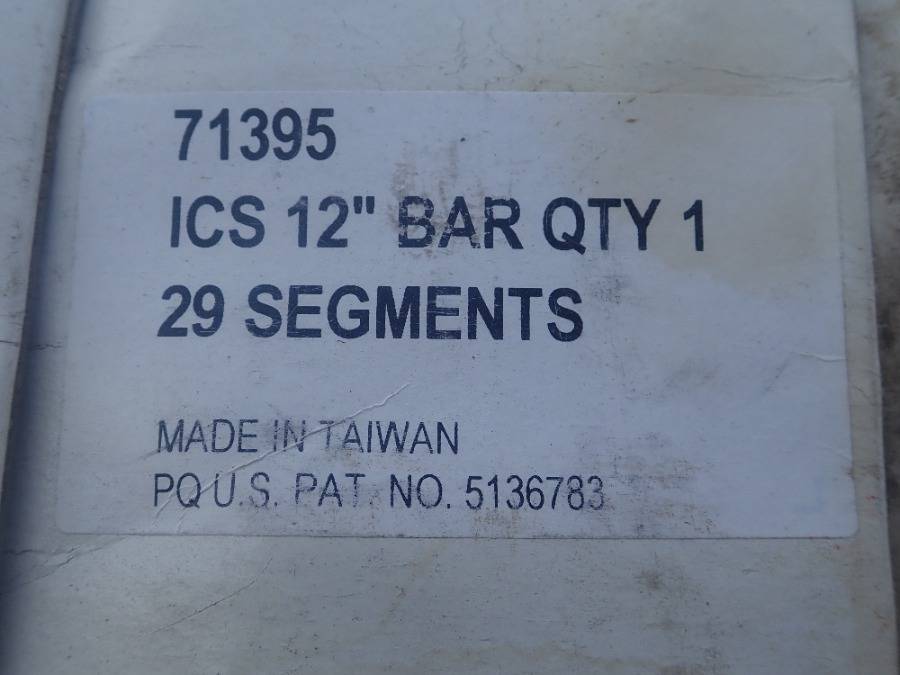 71395
ICS 12" BAR QTY 1
29 SEGMENTS
MADE IN TAIWAN
PQ U.S. PAT. NO. 5136783